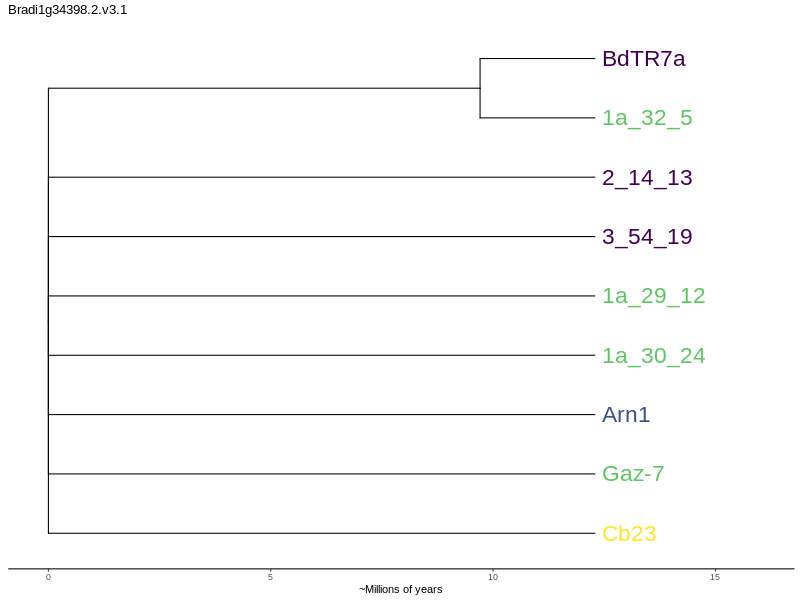 Bradi1g34398.2.v3.1
BdTR7a
1a_32_5
2_14_13
3_54_19
1a_29_12
1a_30_24
Arn1
Gaz-7
Cb23
0 5 10 15
~Millions of years